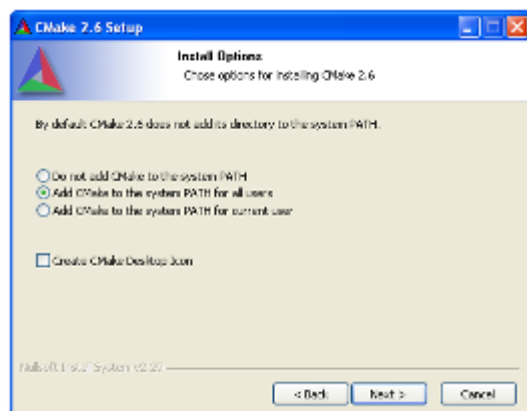 CMake 2.6 Setup
Install Options
Chose options for installing CMake 2.6
By default CMake 2.6 does not add its directory to the system PATH.
Do not add CMake to the system PATH
Add CMake to the system PATH for all users
Add CMake to the system PATH for current user
Create CMake Desktop Icon
Nullsoft Install System
< Back
Next >
Cancel